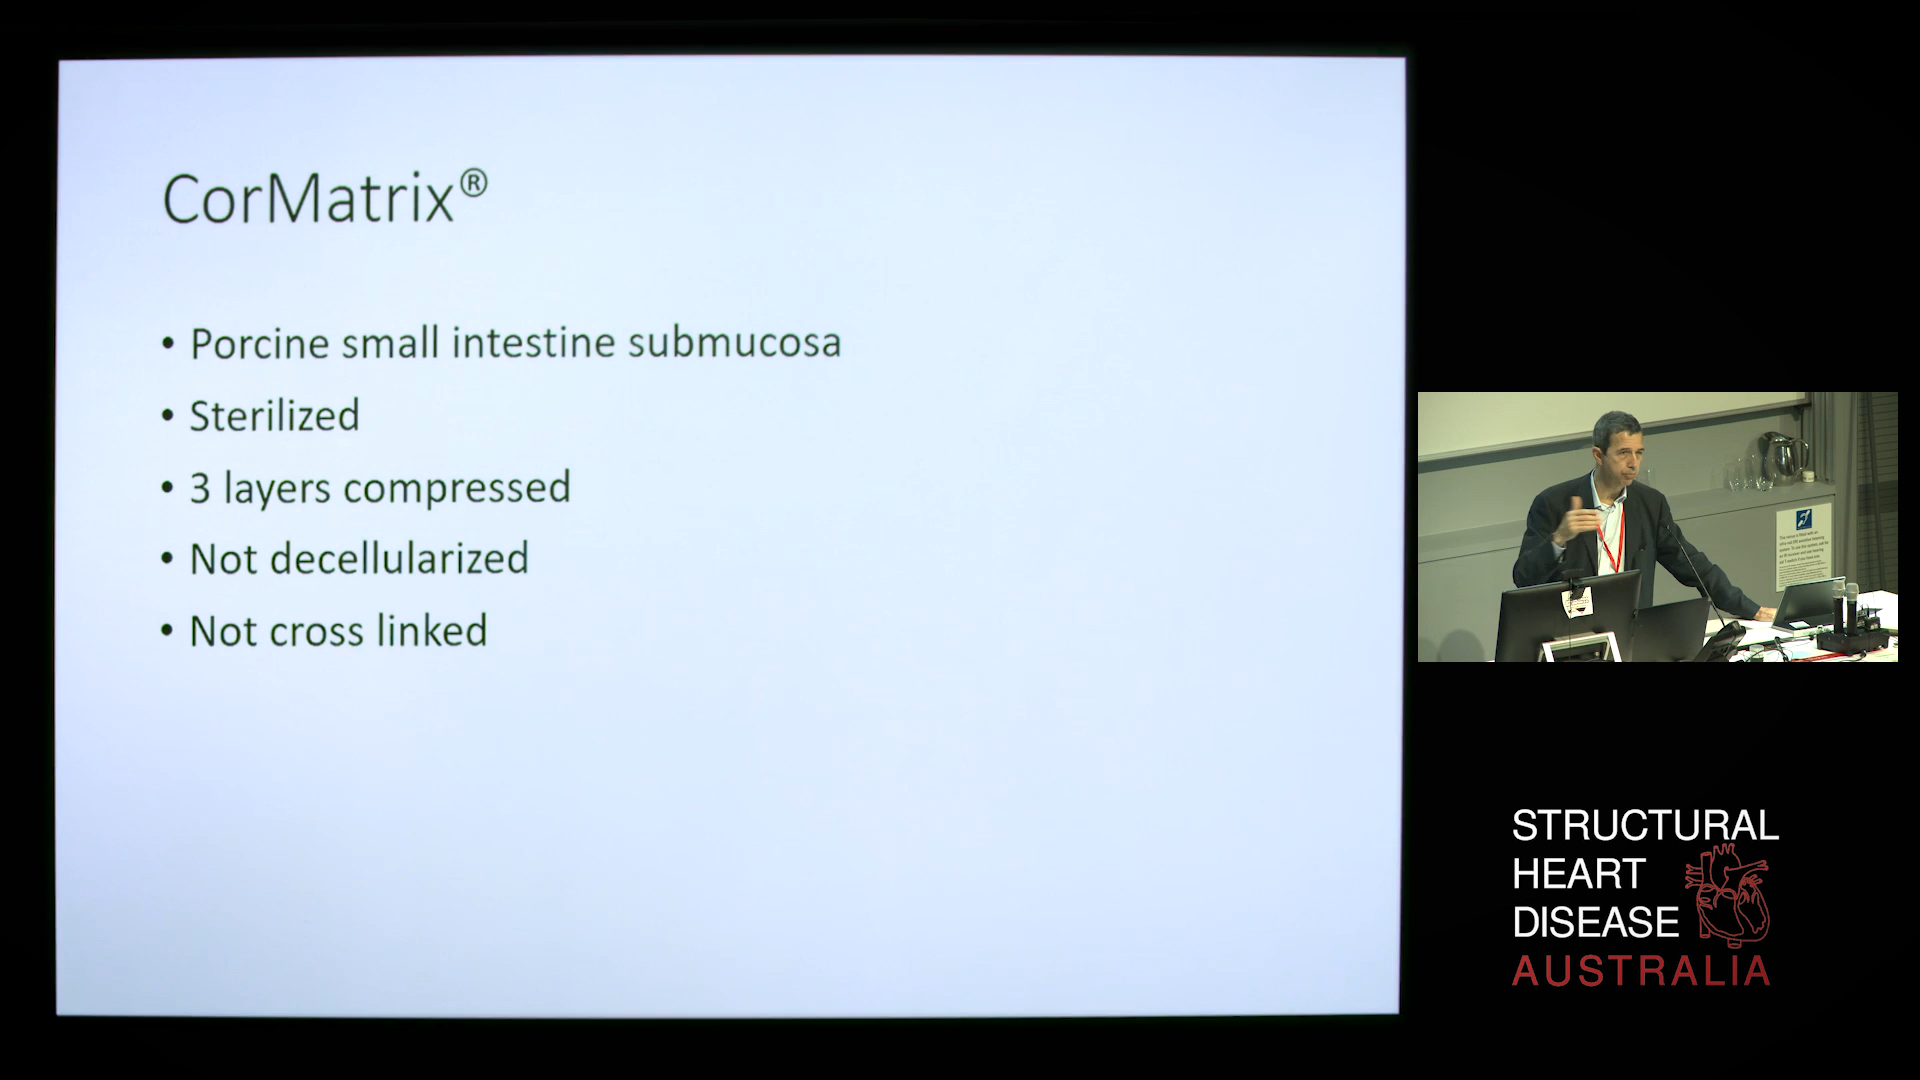 CorMatrix®
• Porcine small intestine submucosa
• Sterilized
• 3 layers compressed
• Not decellularized
• Not cross linked
STRUCTURAL
HEART
DISEASE
AUSTRALIA